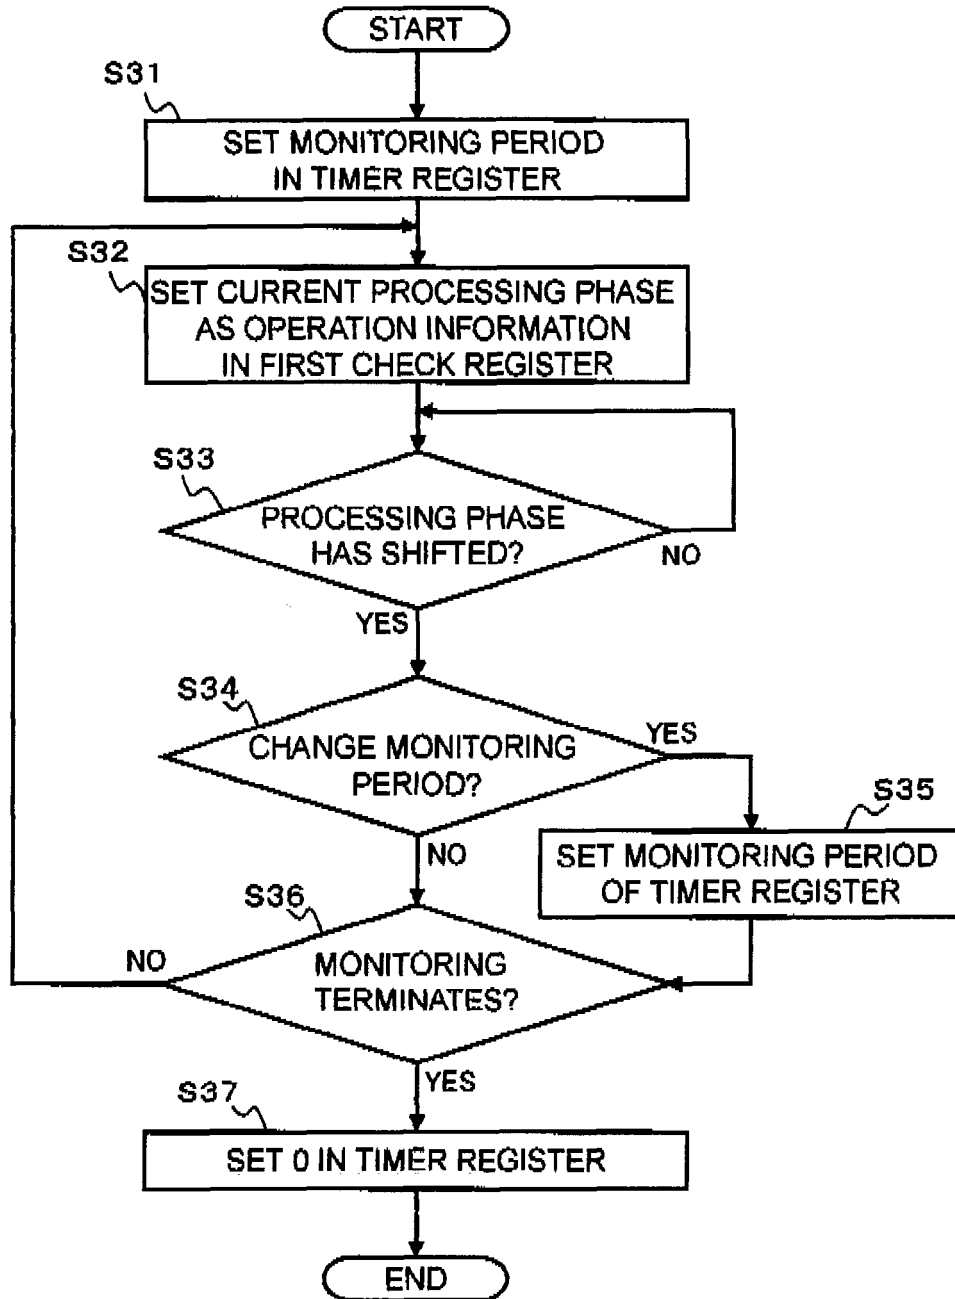 START
S31
SET MONITORING PERIOD
IN TIMER REGISTER
S32
SET CURRENT PROCESSING PHASE
AS OPERATION INFORMATION
IN FIRST CHECK REGISTER
S33
PROCESSING PHASE
HAS SHIFTED?
NO
YES
S34
CHANGE MONITORING
PERIOD?
YES
NO
S35
SET MONITORING PERIOD
OF TIMER REGISTER
S36
MONITORING
TERMINATES?
NO
YES
S37
SET 0 IN TIMER REGISTER
END